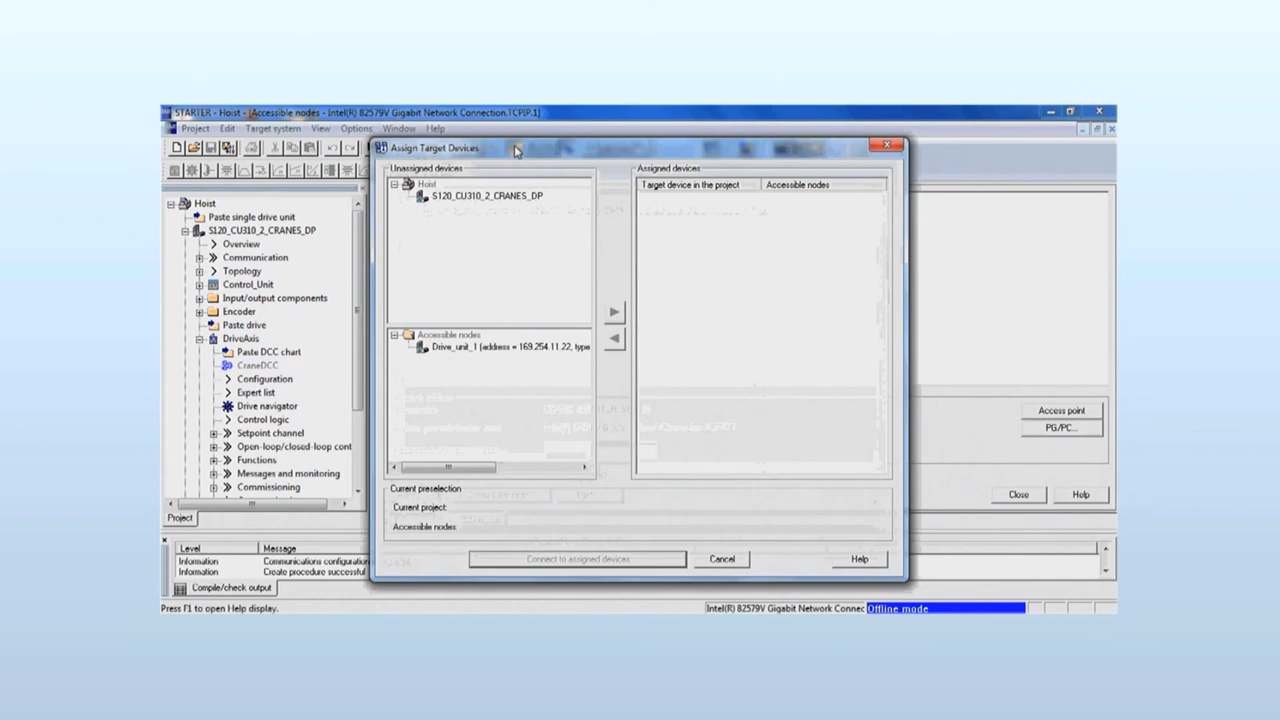 STARTER - Hoist - [Accessible nodes - Intel(R) 82579V Gigabit Network Connection.TCPIP.1]
Project Edit Target system View Options Window Help
Assign Target Devices
Unassigned devices
Hoist
S120_CU310_2_CRANES_DP
Accessible nodes
Drive_unit_1 (address = 169.254.11.22, type
Assigned devices
Target device in the project Accessible nodes
Current preselection
Current project:
Accessible nodes:
Connect to assigned devices Cancel Help
Hoist
Paste single drive unit
S120_CU310_2_CRANES_DP
Overview
Communication
Topology
Control_Unit
Input/output components
Encoder
Paste drive
DriveAxis
Paste DCC chart
CraneDCC
Configuration
Expert list
Drive navigator
Control logic
Setpoint channel
Open-loop/closed-loop cont
Functions
Messages and monitoring
Commissioning
Project
Access point
PG/PC...
Close Help
Level Message
Information Communications configuration
Information Create procedure successful
Compile/check output
Press F1 to open Help display.
Intel(R) 82579V Gigabit Network Connec Offline mode